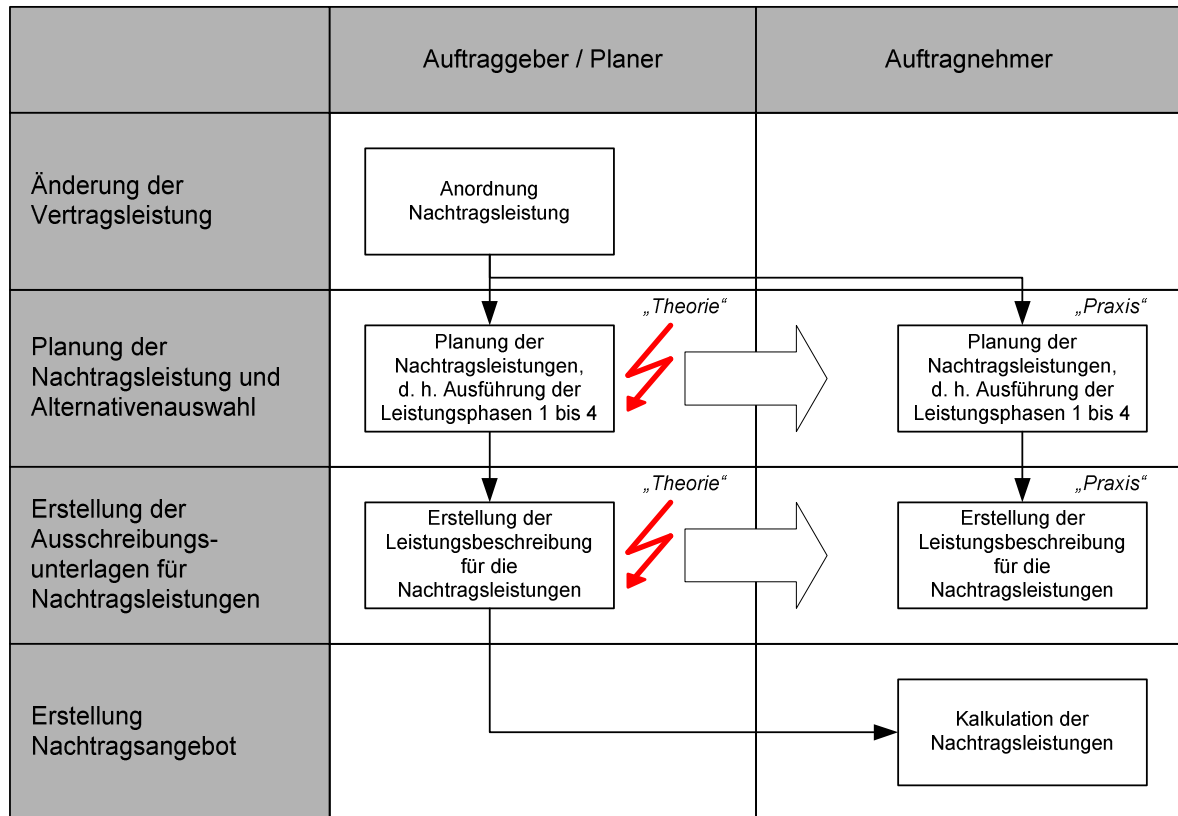 Auftraggeber / Planer
Auftragnehmer
Änderung der
Vertragsleistung
Anordnung
Nachtragsleistung
Planung der
Nachtragsleistung und
Alternativenauswahl
„Theorie“
Planung der
Nachtragsleistungen,
d. h. Ausführung der
Leistungsphasen 1 bis 4
„Praxis“
Planung der
Nachtragsleistungen,
d. h. Ausführung der
Leistungsphasen 1 bis 4
Erstellung der
Ausschreibungs-
unterlagen für
Nachtragsleistungen
„Theorie“
Erstellung der
Leistungsbeschreibung
für die
Nachtragsleistungen
„Praxis“
Erstellung der
Leistungsbeschreibung
für die
Nachtragsleistungen
Erstellung
Nachtragsangebot
Kalkulation der
Nachtragsleistungen